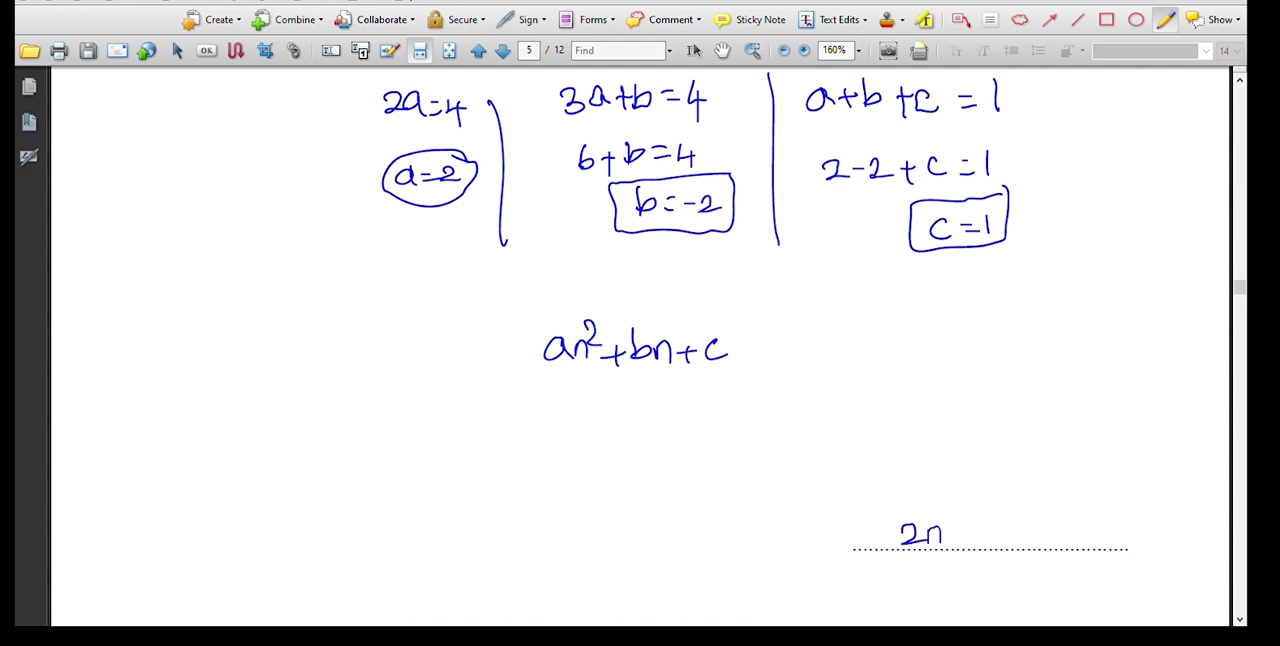 Create Combine Collaborate Secure Sign Forms Comment Sticky Note Text Edits Show
OK 5 / 12 Find 160% 14
2a=4 3a+b=4 a+b+c=1
a=2 6+b=4 2-2+c=1
b=-2 c=1
an²+bn+c
2n